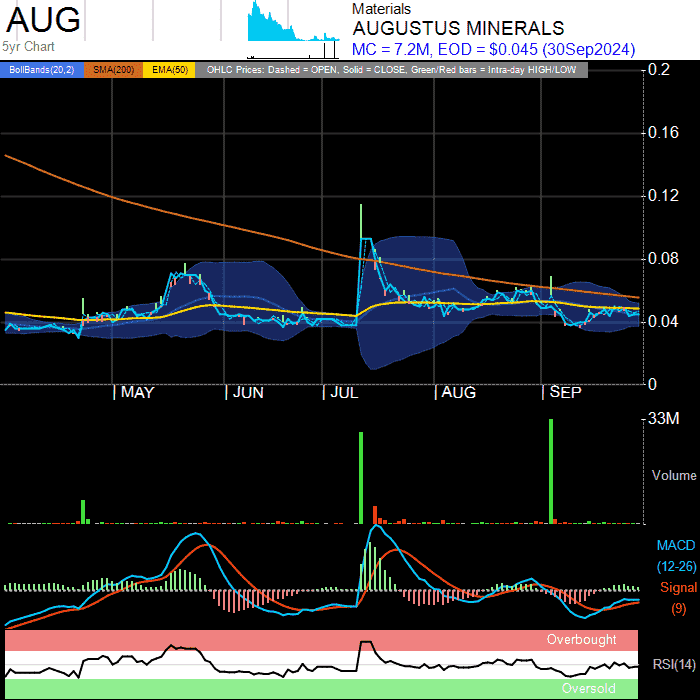 AUG
5yr Chart
Materials
AUGUSTUS MINERALS
MC = 7.2M, EOD = $0.045 (30Sep2024)
BollBands(20,2) SMA(200) EMA(50) OHLC Prices: Dashed = OPEN, Solid = CLOSE, Green/Red bars = Intra-day HIGH/LOW
0.2
0.16
0.12
0.08
0.04
0
MAY JUN JUL AUG SEP
33M
Volume
MACD
(12-26)
Signal
(9)
Overbought
RSI(14)
Oversold